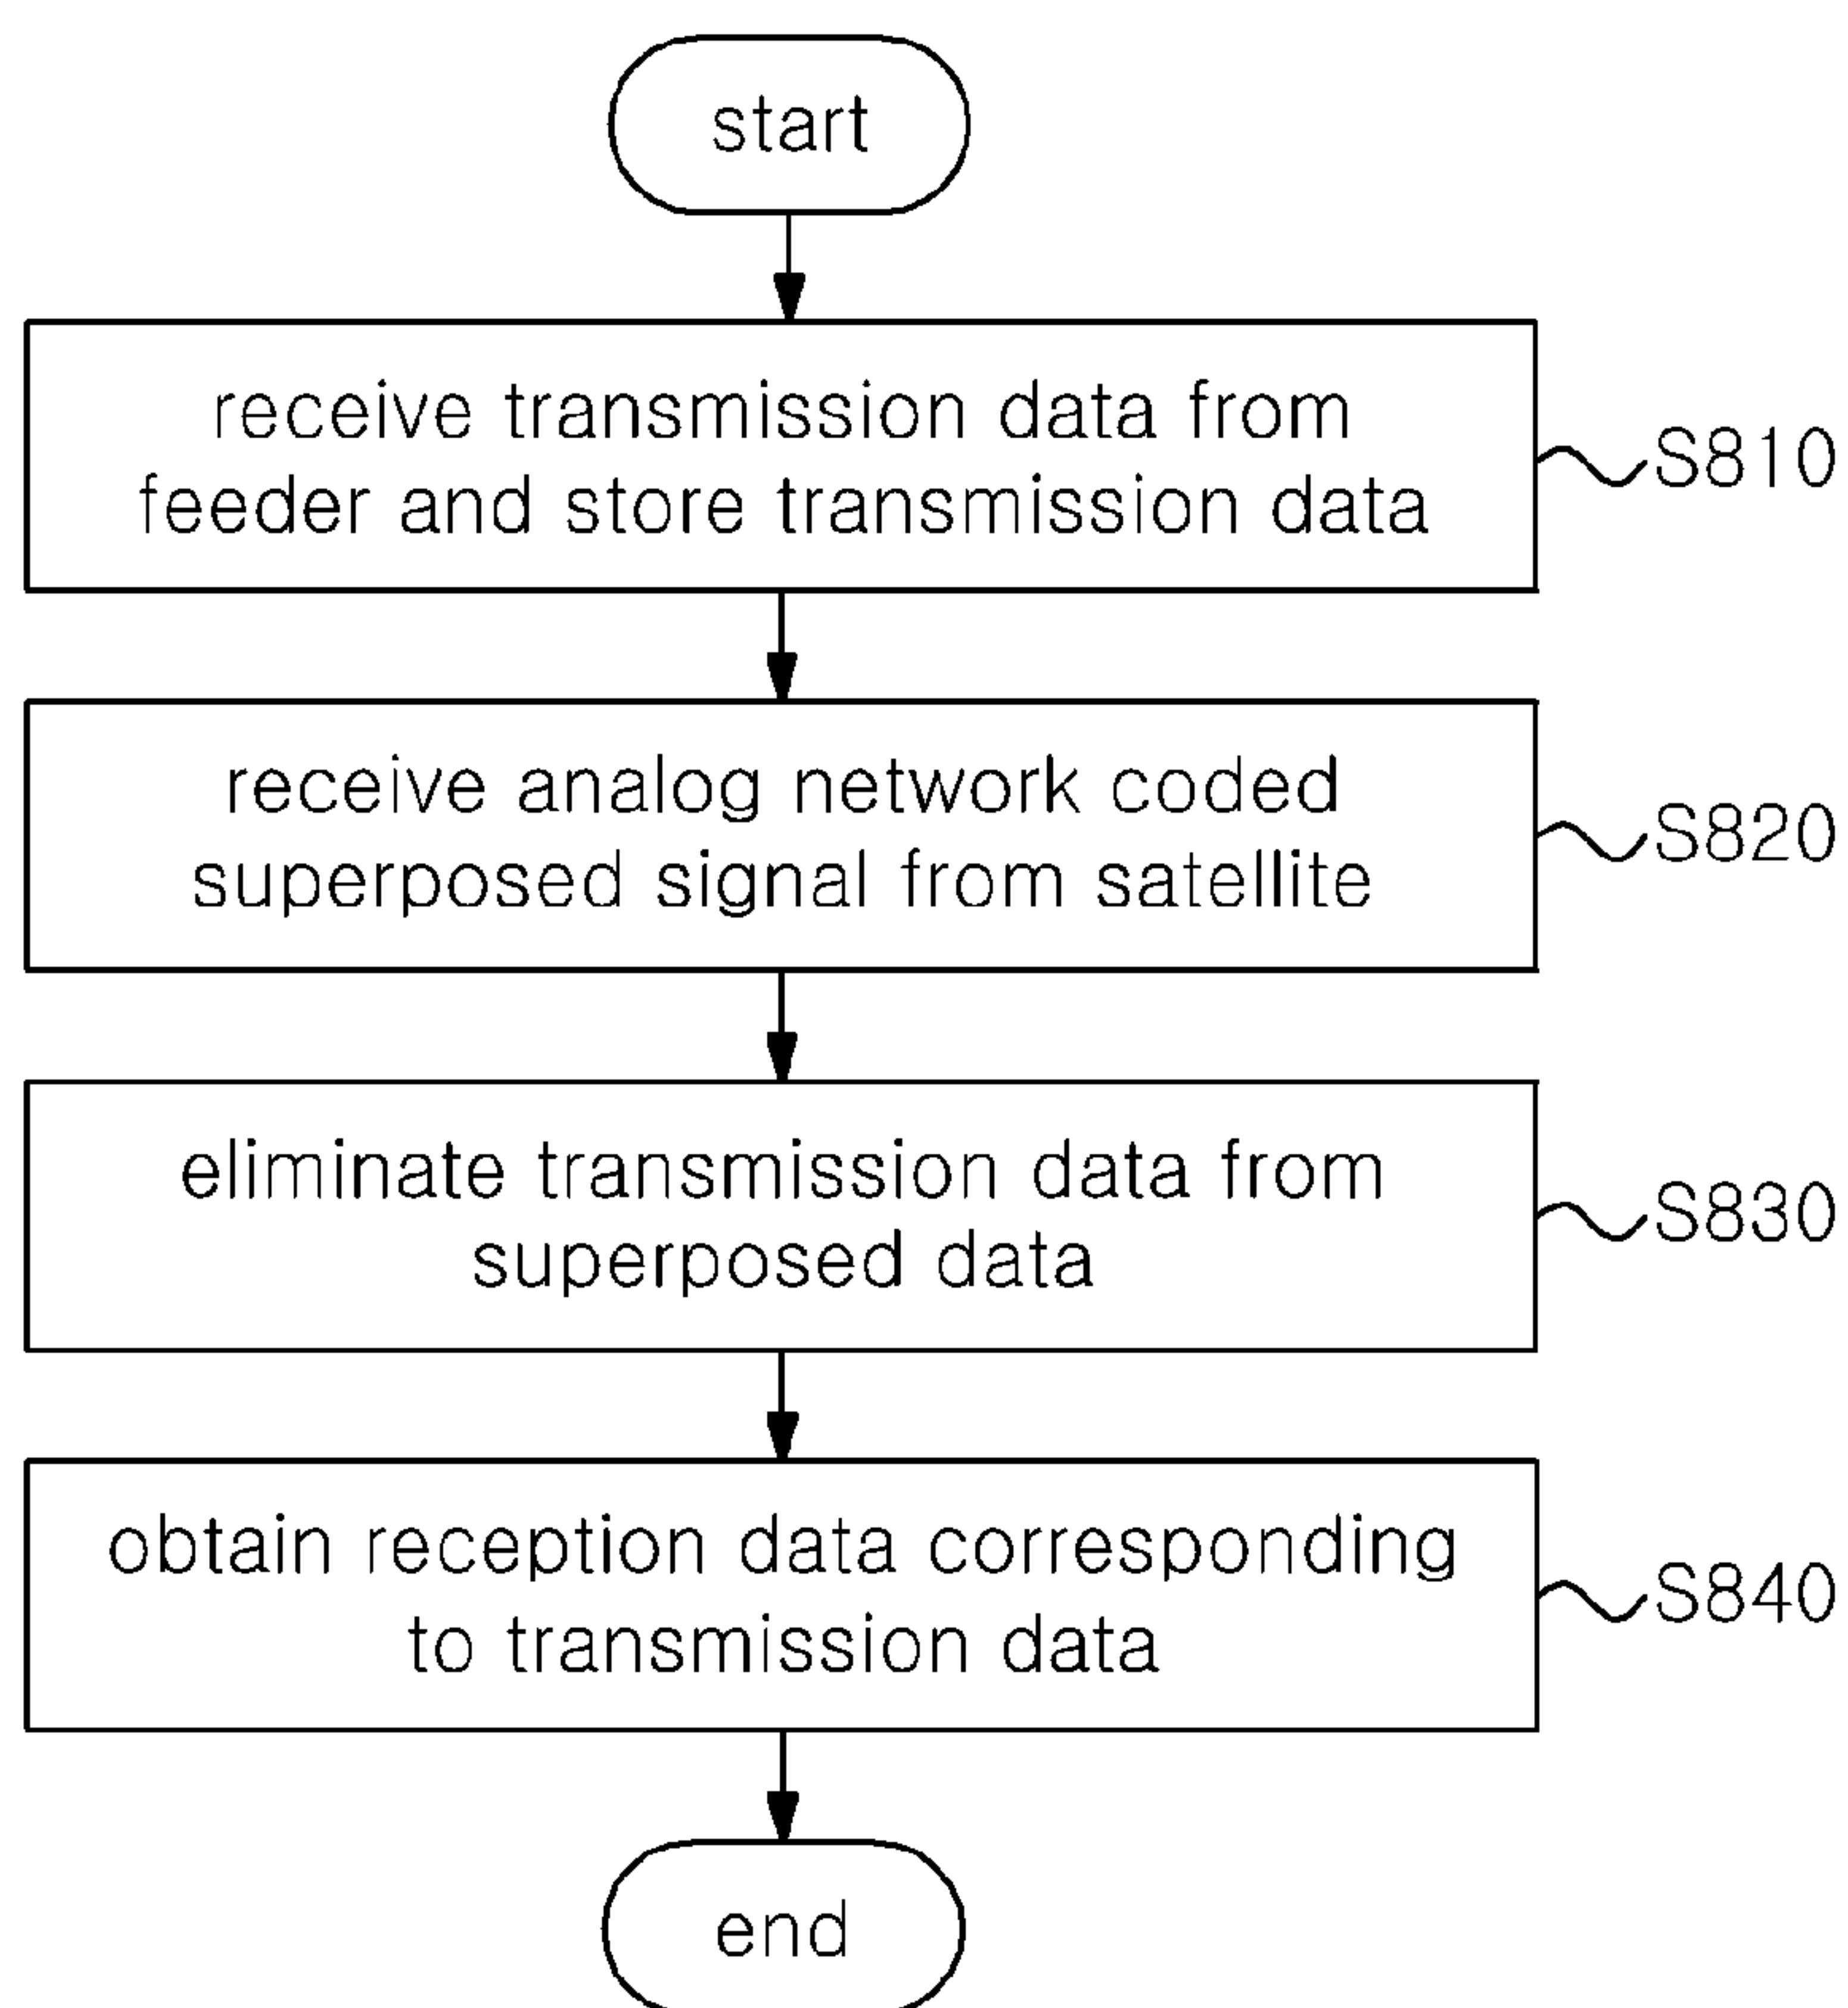 start
receive transmission data from
feeder and store transmission data
S810
receive analog network coded
superposed signal from satellite
S820
eliminate transmission data from
superposed data
S830
obtain reception data corresponding
to transmission data
S840
end